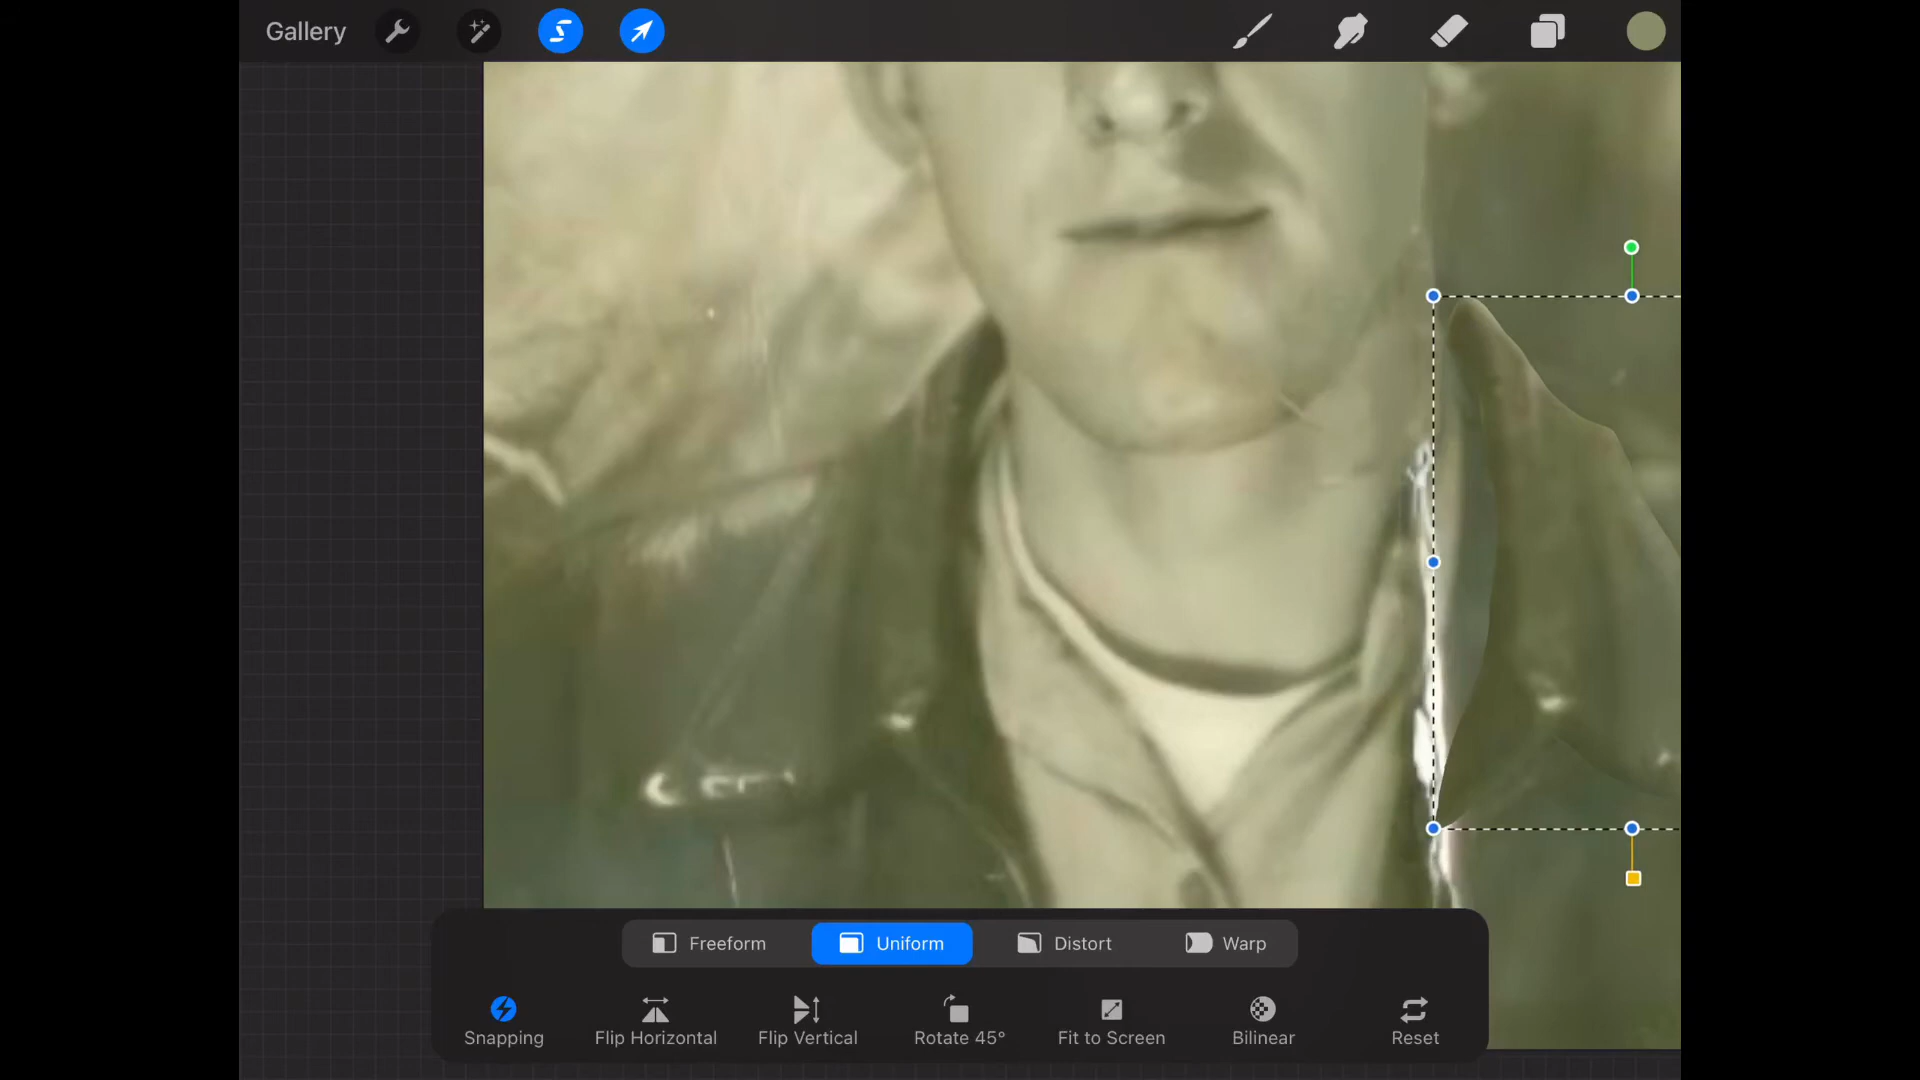 Gallery
Freeform Uniform Distort Warp
Snapping Flip Horizontal Flip Vertical Rotate 45° Fit to Screen Bilinear Reset